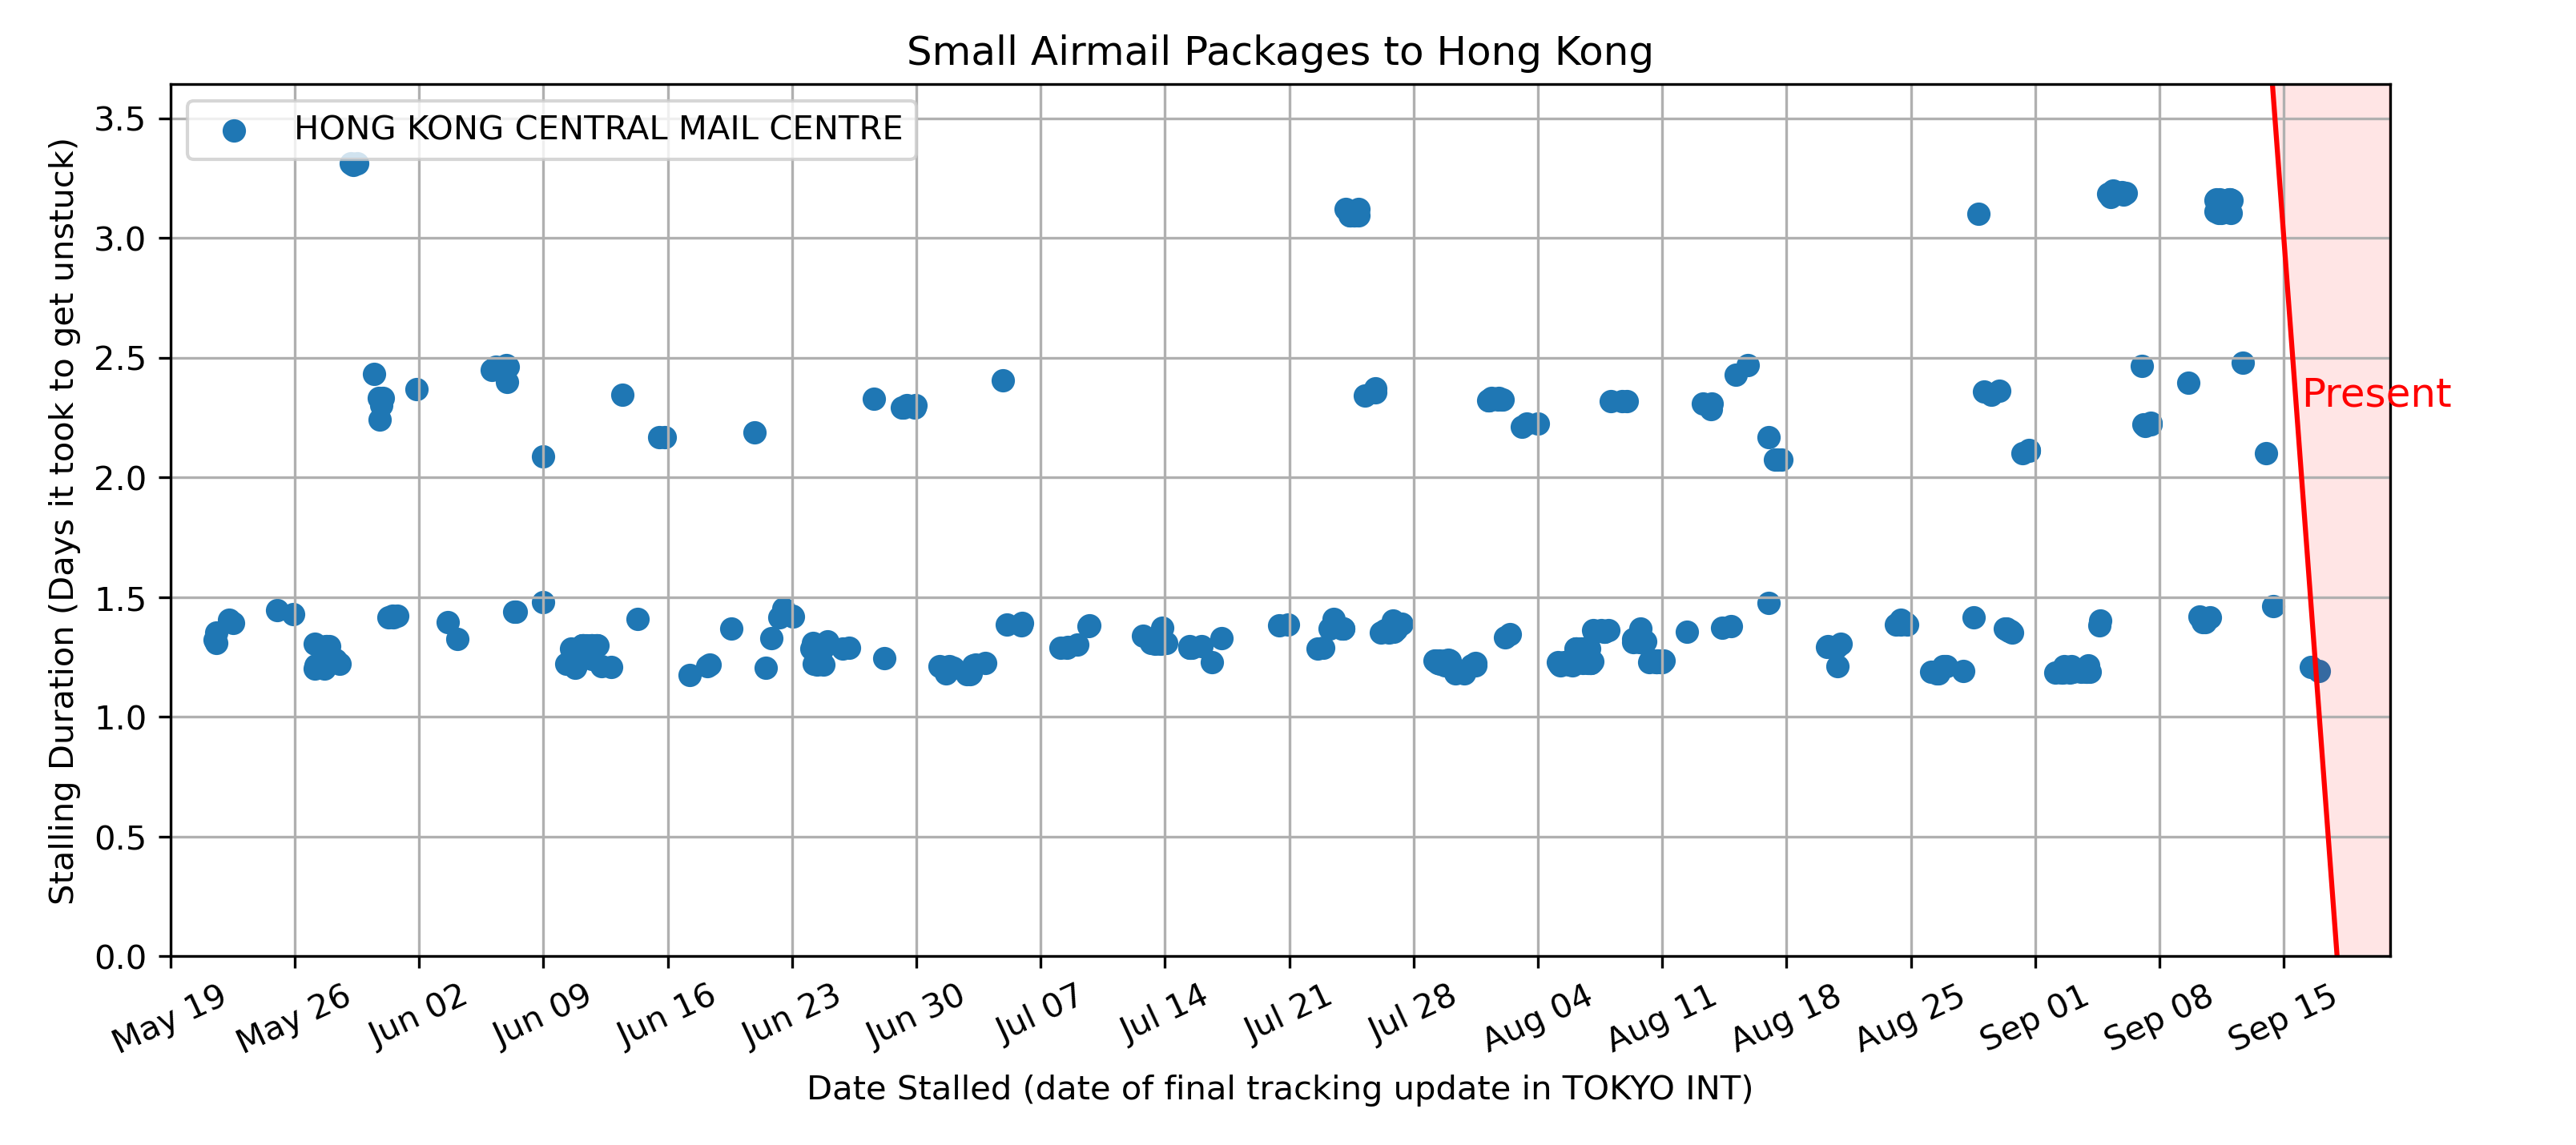 Small Airmail Packages to Hong Kong
HONG KONG CENTRAL MAIL CENTRE
Stalling Duration (Days it took to get unstuck)
3.5
3.0
2.5
2.0
1.5
1.0
0.5
0.0
Present
May 19
May 26
Jun 02
Jun 09
Jun 16
Jun 23
Jun 30
Jul 07
Jul 14
Jul 21
Jul 28
Aug 04
Aug 11
Aug 18
Aug 25
Sep 01
Sep 08
Sep 15
Date Stalled (date of final tracking update in TOKYO INT)